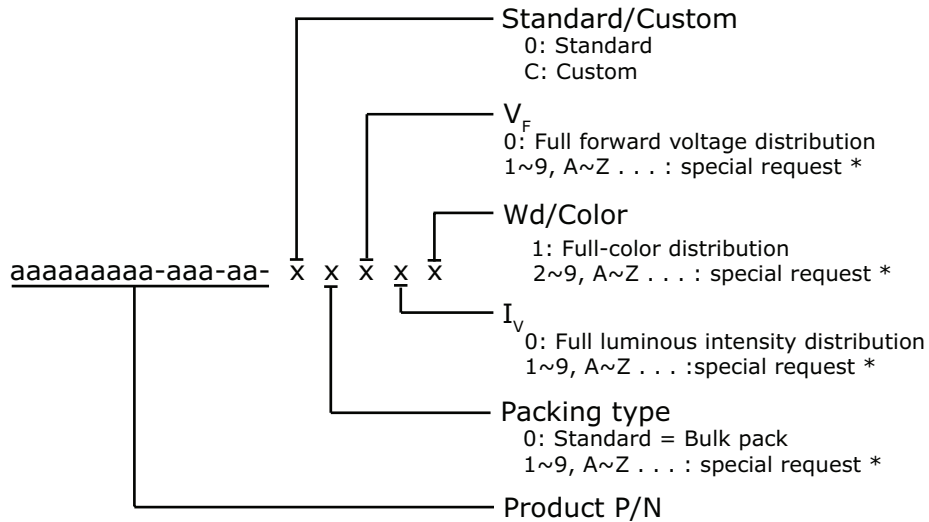 Standard/Custom
0: Standard
C: Custom
VF
0: Full forward voltage distribution
1~9, A~Z . . . : special request *
Wd/Color
1: Full-color distribution
2~9, A~Z . . . : special request *
aaaaaaaaa-aaa-aa- x x x x x
IV
0: Full luminous intensity distribution
1~9, A~Z . . . :special request *
Packing type
0: Standard = Bulk pack
1~9, A~Z . . . : special request *
Product P/N